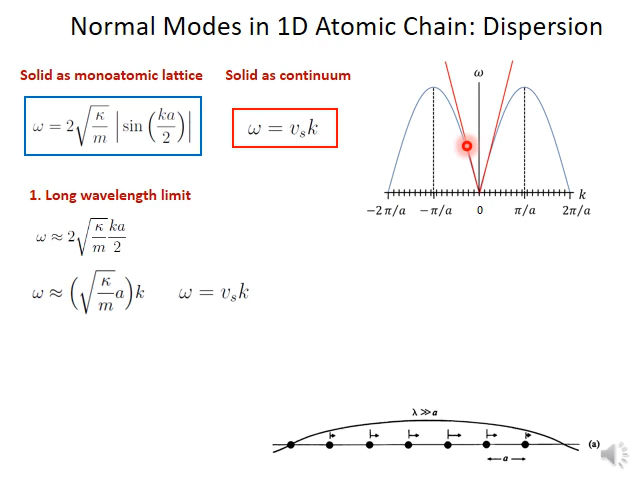 Normal Modes in 1D Atomic Chain: Dispersion
Solid as monoatomic lattice
Solid as continuum
ω = 2√(κ/m) |sin(ka/2)|
ω = v_s k
ω
k
−2π/a −π/a 0 π/a 2π/a
1. Long wavelength limit
ω ≈ 2√(κ/m) ka/2
ω ≈ (√(κ/m) a) k
ω = v_s k
λ ≫ a
(a)
a